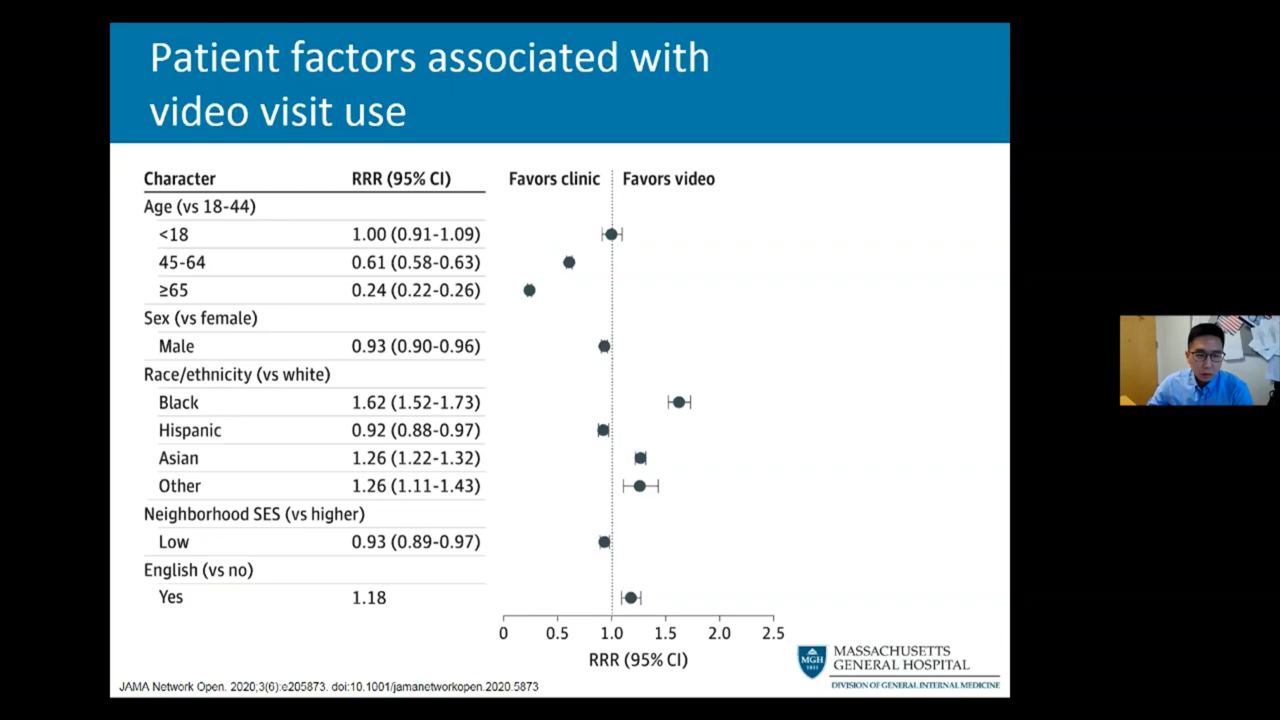 Patient factors associated with
video visit use
Character RRR (95% CI) Favors clinic Favors video
Age (vs 18-44)
<18 1.00 (0.91-1.09)
45-64 0.61 (0.58-0.63)
≥65 0.24 (0.22-0.26)
Sex (vs female)
Male 0.93 (0.90-0.96)
Race/ethnicity (vs white)
Black 1.62 (1.52-1.73)
Hispanic 0.92 (0.88-0.97)
Asian 1.26 (1.22-1.32)
Other 1.26 (1.11-1.43)
Neighborhood SES (vs higher)
Low 0.93 (0.89-0.97)
English (vs no)
Yes 1.18
0 0.5 1.0 1.5 2.0 2.5
RRR (95% CI)
MGH
1811
MASSACHUSETTS
GENERAL HOSPITAL
DIVISION OF GENERAL INTERNAL MEDICINE
JAMA Network Open. 2020;3(6):e205873. doi:10.1001/jamanetworkopen.2020.5873